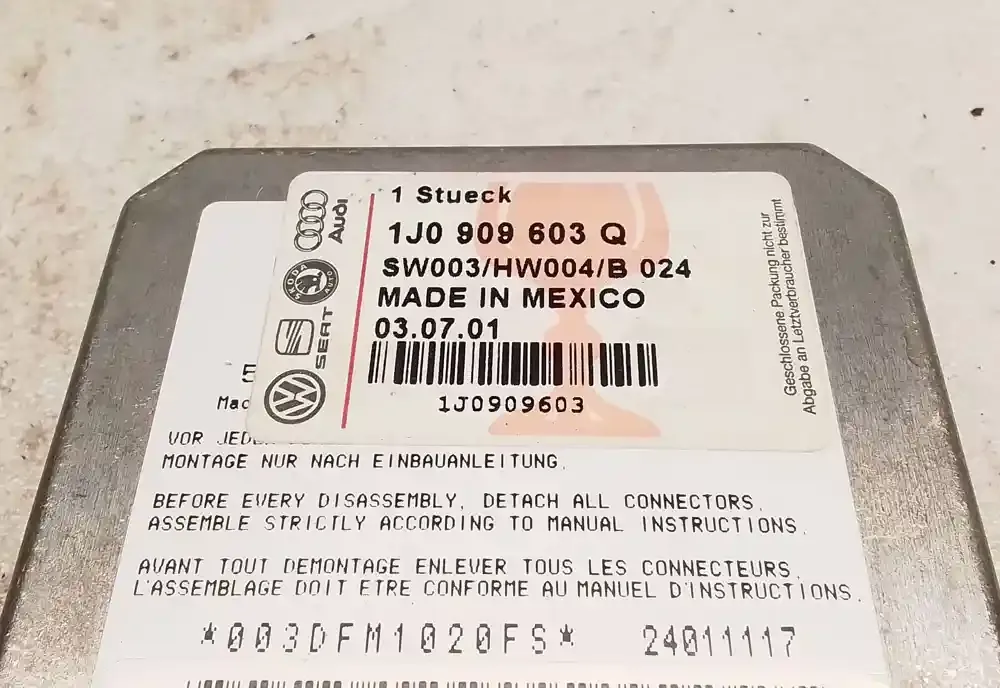 1 Stueck
1J0 909 603 Q
SW003/HW004/B 024
MADE IN MEXICO
03.07.01
1J0909603
Audi
SKODA AUTO
SEAT
Geschlossene Packung nicht zur
Abgabe an Letztverbraucher bestimmt
5
VOR
MONTAGE NUR NACH EINBAUANLEITUNG.
BEFORE EVERY DISASSEMBLY, DETACH ALL CONNECTORS.
ASSEMBLE STRICTLY ACCORDING TO MANUAL INSTRUCTIONS.
AVANT TOUT DEMONTAGE ENLEVER TOUS LES CONNECTEURS.
L'ASSEMBLAGE DOIT ETRE CONFORME AU MANUEL D'INSTRUCTIONS.
*003DFM1020FS* 24011117